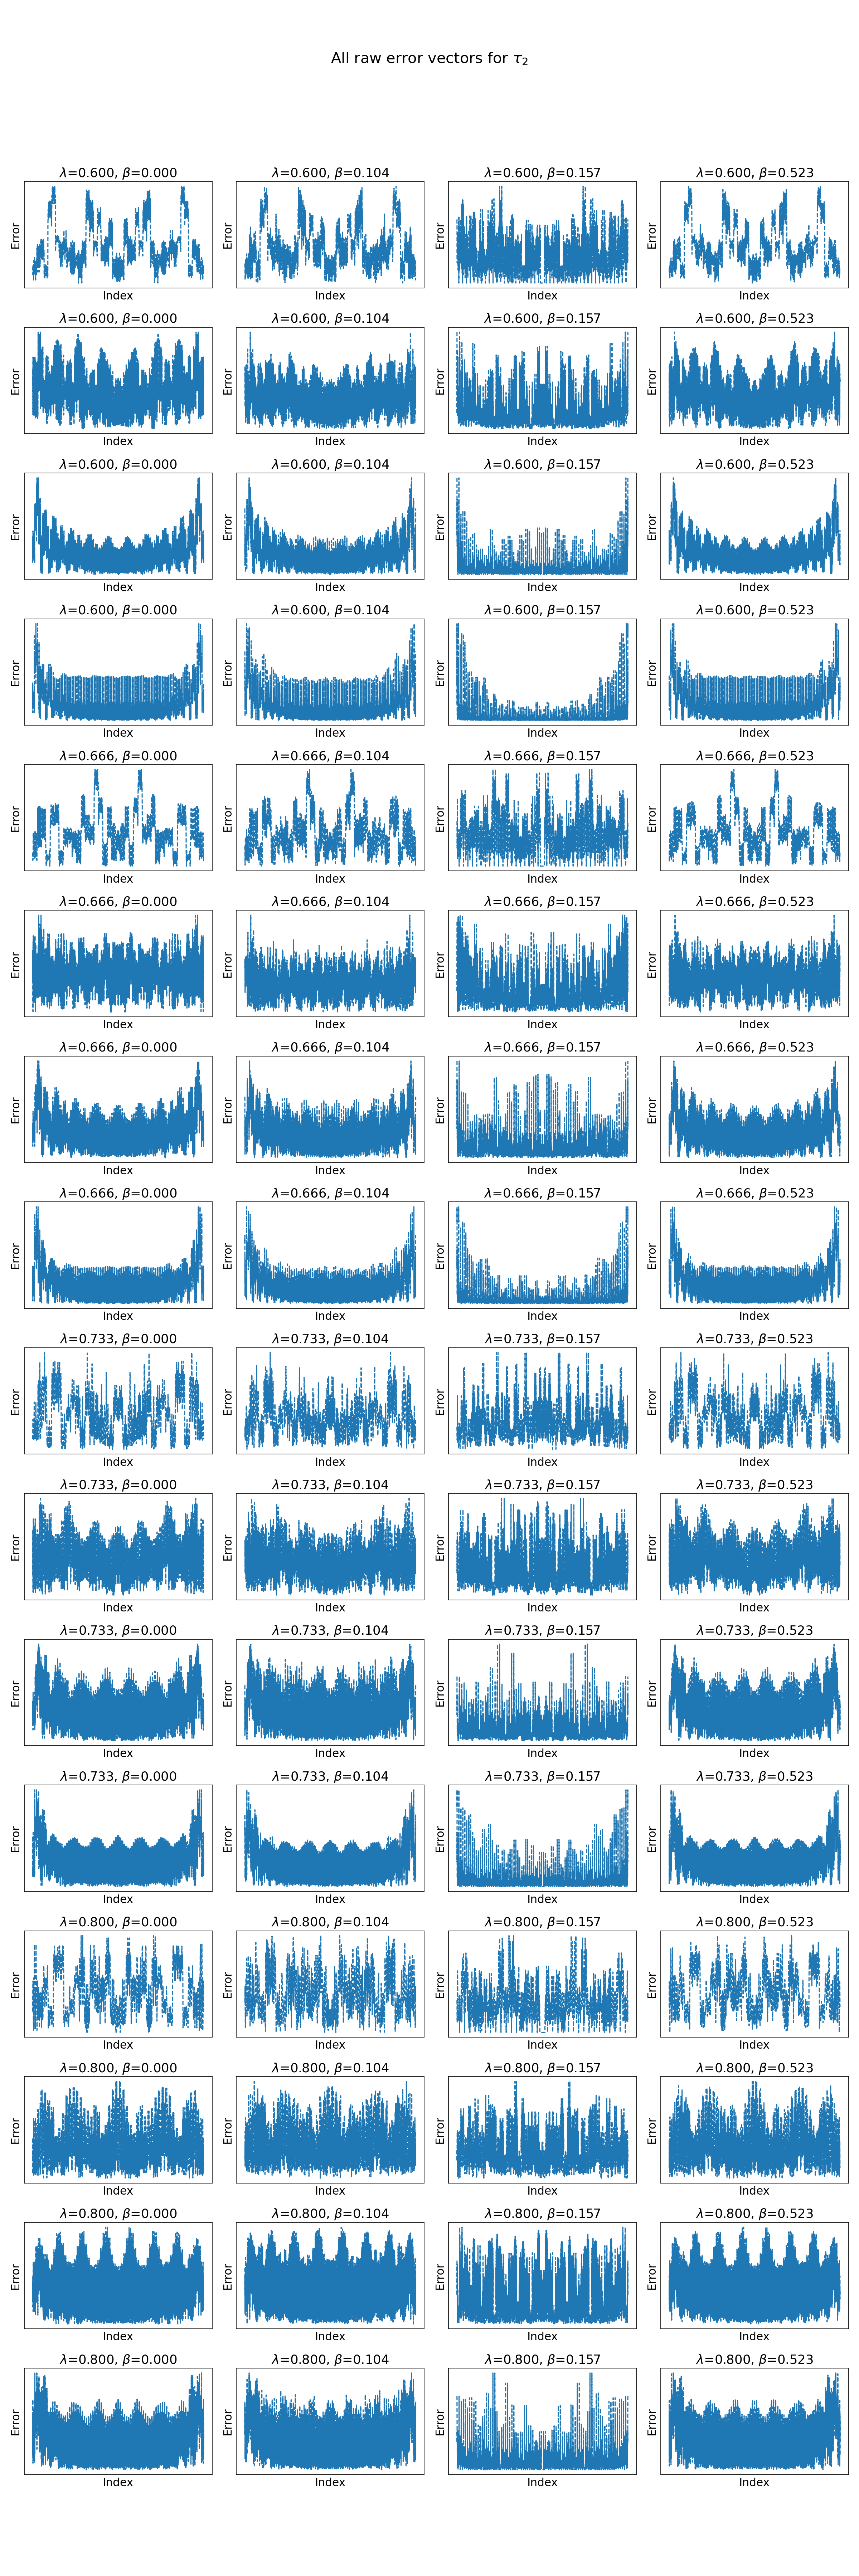 All raw error vectors for τ₂
λ=0.600, β=0.000 λ=0.600, β=0.104 λ=0.600, β=0.157 λ=0.600, β=0.523
Error Error Error Error
Index Index Index Index
λ=0.600, β=0.000 λ=0.600, β=0.104 λ=0.600, β=0.157 λ=0.600, β=0.523
Error Error Error Error
Index Index Index Index
λ=0.600, β=0.000 λ=0.600, β=0.104 λ=0.600, β=0.157 λ=0.600, β=0.523
Error Error Error Error
Index Index Index Index
λ=0.600, β=0.000 λ=0.600, β=0.104 λ=0.600, β=0.157 λ=0.600, β=0.523
Error Error Error Error
Index Index Index Index
λ=0.666, β=0.000 λ=0.666, β=0.104 λ=0.666, β=0.157 λ=0.666, β=0.523
Error Error Error Error
Index Index Index Index
λ=0.666, β=0.000 λ=0.666, β=0.104 λ=0.666, β=0.157 λ=0.666, β=0.523
Error Error Error Error
Index Index Index Index
λ=0.666, β=0.000 λ=0.666, β=0.104 λ=0.666, β=0.157 λ=0.666, β=0.523
Error Error Error Error
Index Index Index Index
λ=0.666, β=0.000 λ=0.666, β=0.104 λ=0.666, β=0.157 λ=0.666, β=0.523
Error Error Error Error
Index Index Index Index
λ=0.733, β=0.000 λ=0.733, β=0.104 λ=0.733, β=0.157 λ=0.733, β=0.523
Error Error Error Error
Index Index Index Index
λ=0.733, β=0.000 λ=0.733, β=0.104 λ=0.733, β=0.157 λ=0.733, β=0.523
Error Error Error Error
Index Index Index Index
λ=0.733, β=0.000 λ=0.733, β=0.104 λ=0.733, β=0.157 λ=0.733, β=0.523
Error Error Error Error
Index Index Index Index
λ=0.733, β=0.000 λ=0.733, β=0.104 λ=0.733, β=0.157 λ=0.733, β=0.523
Error Error Error Error
Index Index Index Index
λ=0.800, β=0.000 λ=0.800, β=0.104 λ=0.800, β=0.157 λ=0.800, β=0.523
Error Error Error Error
Index Index Index Index
λ=0.800, β=0.000 λ=0.800, β=0.104 λ=0.800, β=0.157 λ=0.800, β=0.523
Error Error Error Error
Index Index Index Index
λ=0.800, β=0.000 λ=0.800, β=0.104 λ=0.800, β=0.157 λ=0.800, β=0.523
Error Error Error Error
Index Index Index Index
λ=0.800, β=0.000 λ=0.800, β=0.104 λ=0.800, β=0.157 λ=0.800, β=0.523
Error Error Error Error
Index Index Index Index